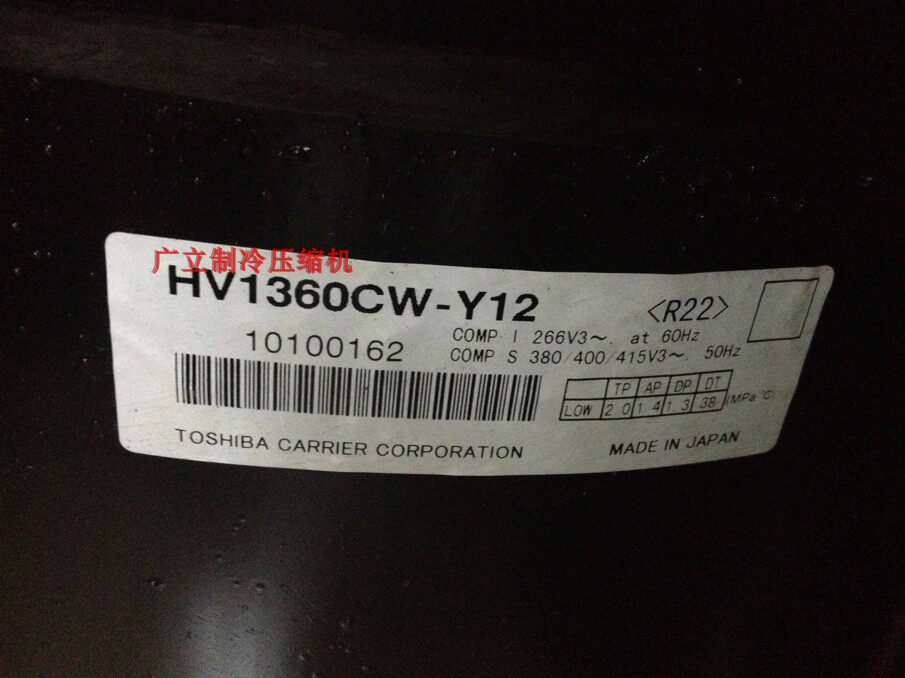 广立制冷压缩机
HV1360CW-Y12
<R22>
10100162
COMP I 266V3~. at 60Hz
COMP S 380/400/415V3~. 50Hz
TP AP DP DT
LOW 2.0 1.4 1.3 38 (MPa ℃)
TOSHIBA CARRIER CORPORATION
MADE IN JAPAN